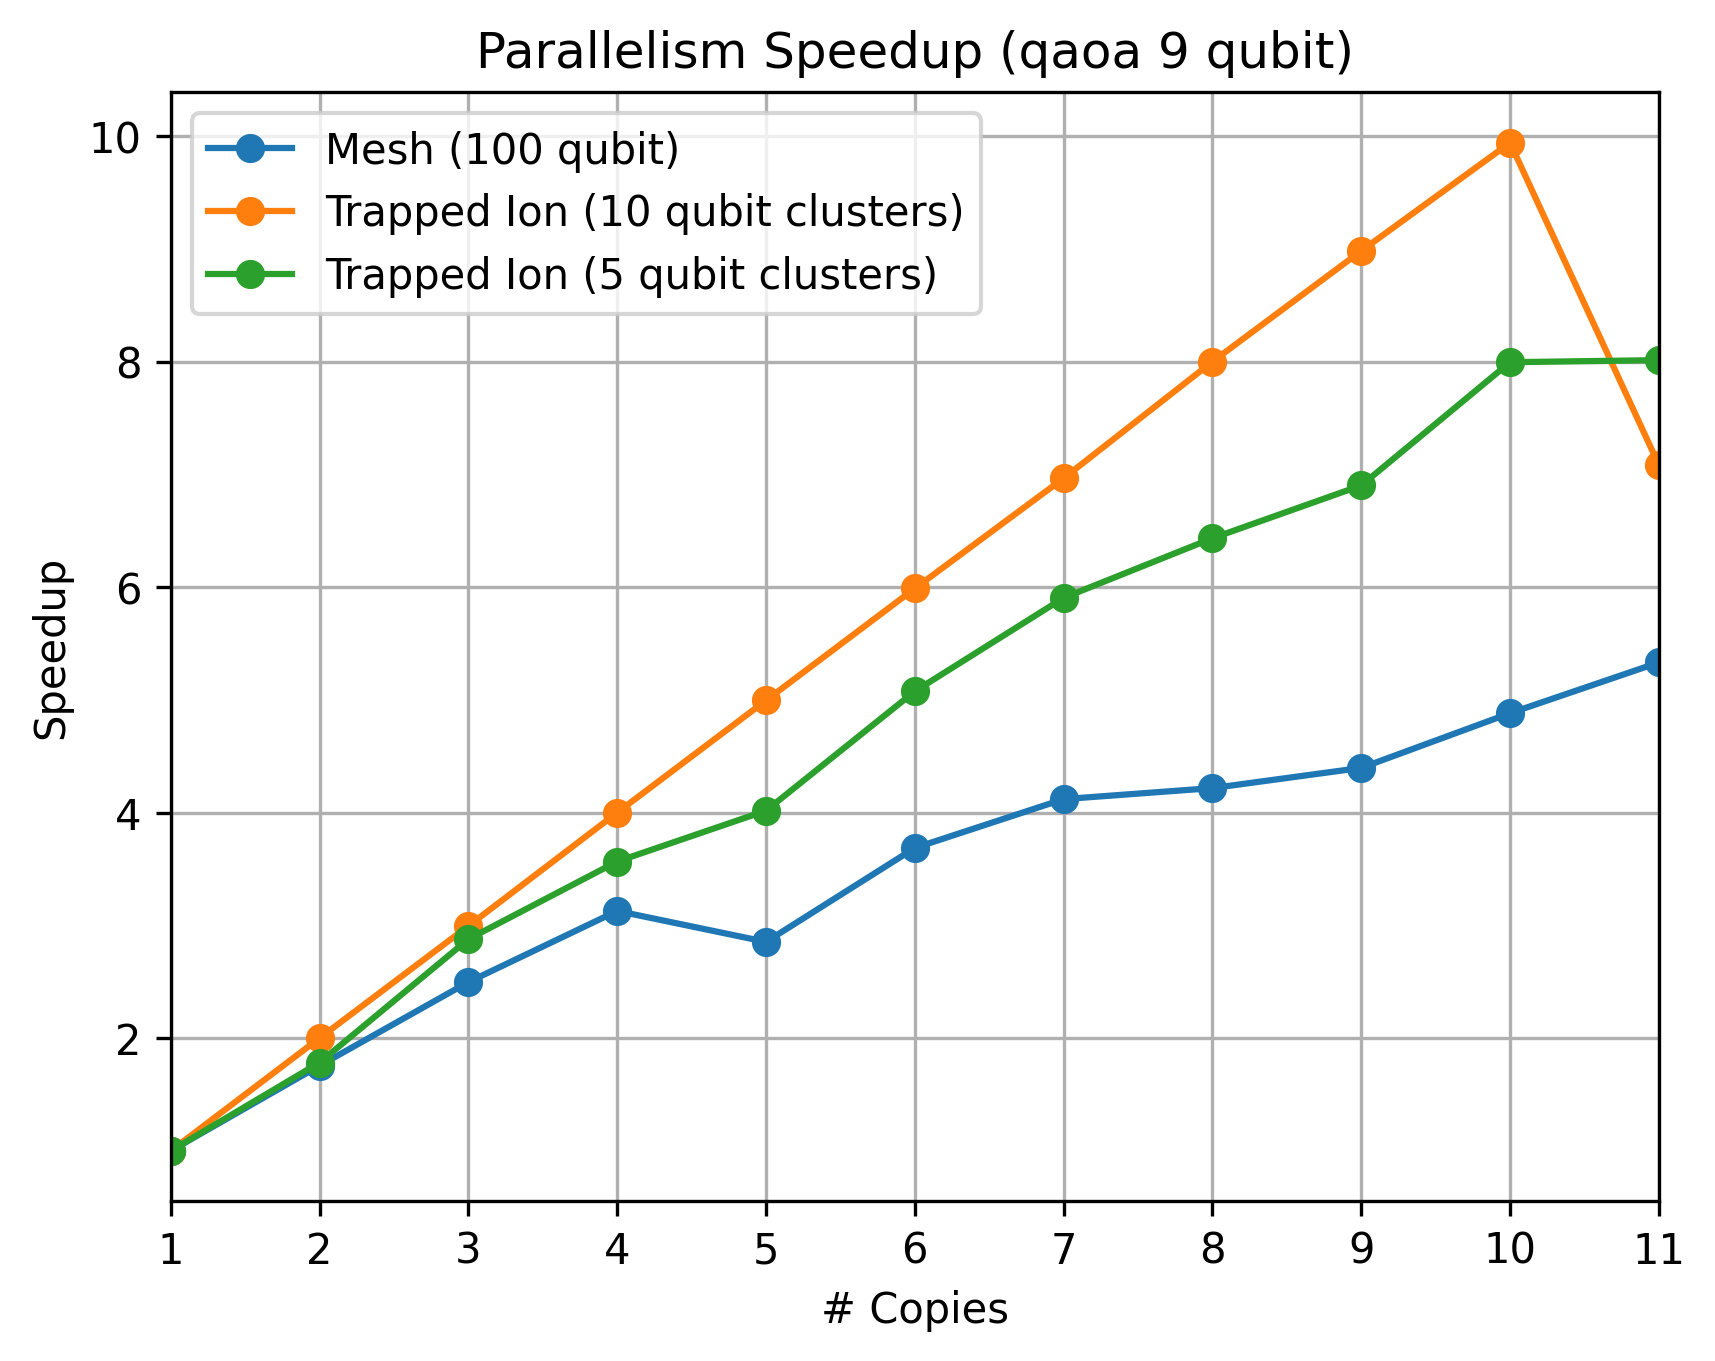 Parallelism Speedup (qaoa 9 qubit)
Mesh (100 qubit)
Trapped Ion (10 qubit clusters)
Trapped Ion (5 qubit clusters)
10
8
6
4
2
Speedup
1 2 3 4 5 6 7 8 9 10 11
# Copies